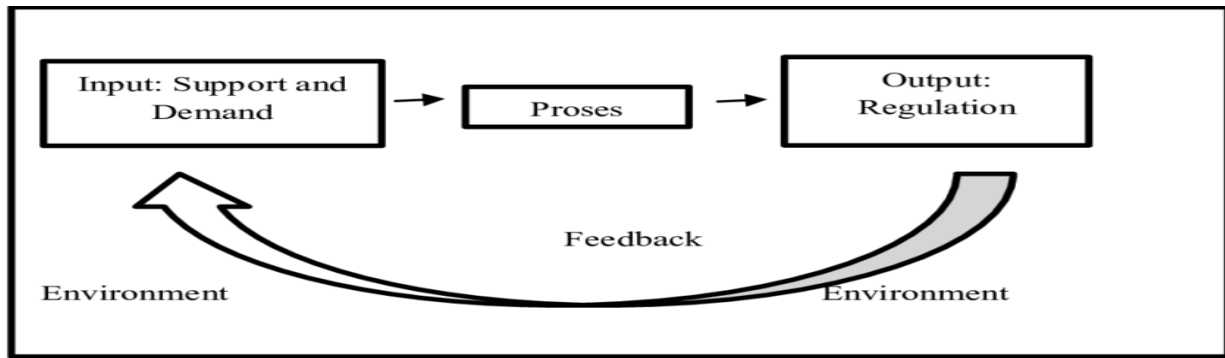 Input: Support and
Demand
Proses
Output:
Regulation
Feedback
Environment
Environment